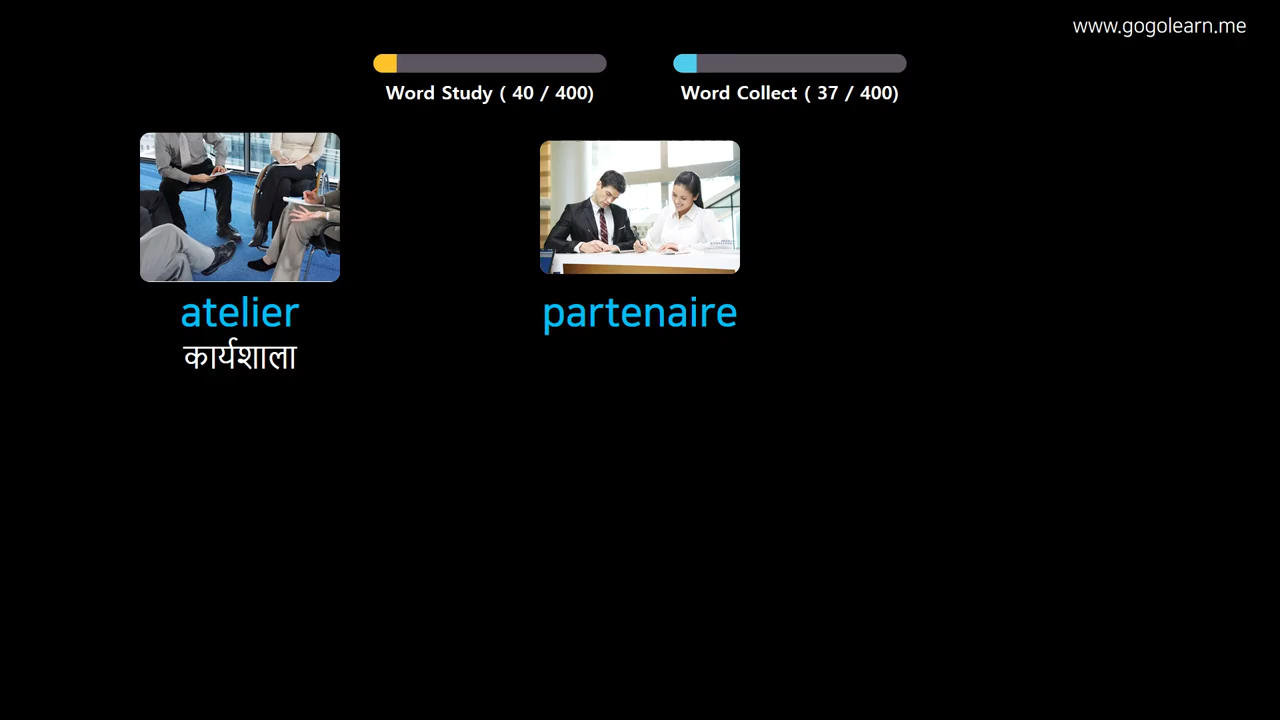 www.gogolearn.me
Word Study ( 40 / 400)
Word Collect ( 37 / 400)
atelier
कार्यशाला
partenaire